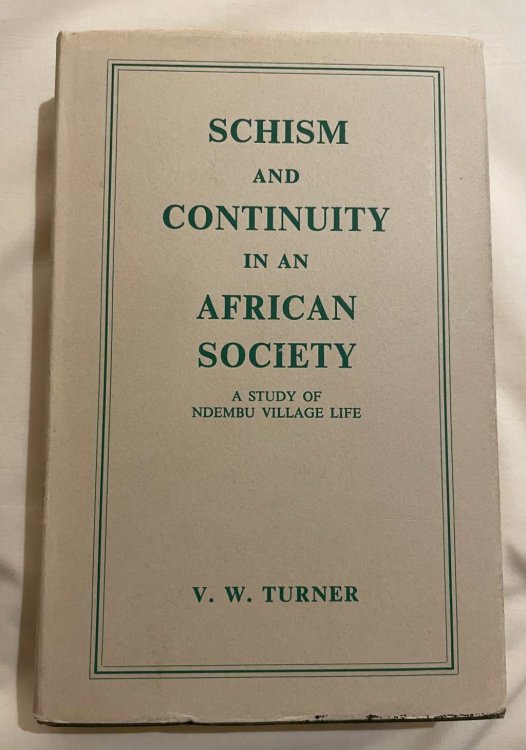 SCHISM
AND
CONTINUITY
IN AN
AFRICAN
SOCIETY
A STUDY OF
NDEMBU VILLAGE LIFE
V. W. TURNER